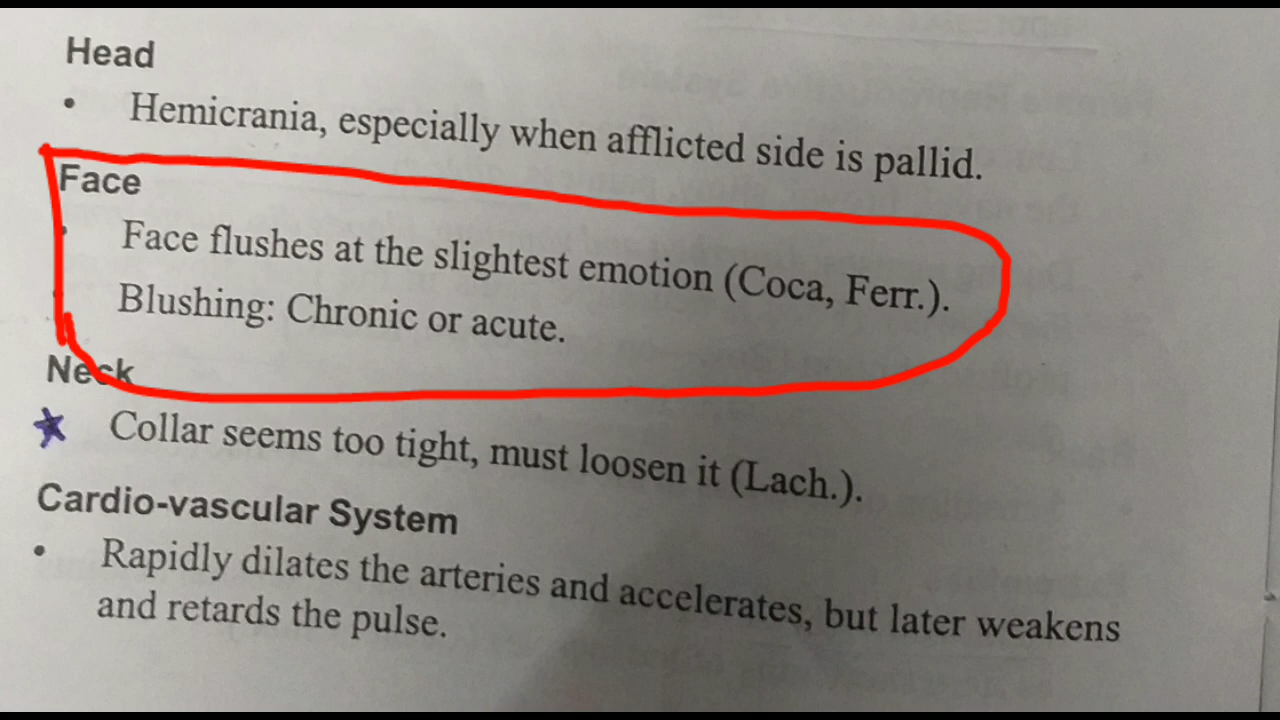 Head
• Hemicrania, especially when afflicted side is pallid.
Face
• Face flushes at the slightest emotion (Coca, Ferr.).
• Blushing: Chronic or acute.
Neck
Collar seems too tight, must loosen it (Lach.).
Cardio-vascular System
• Rapidly dilates the arteries and accelerates, but later weakens
and retards the pulse.